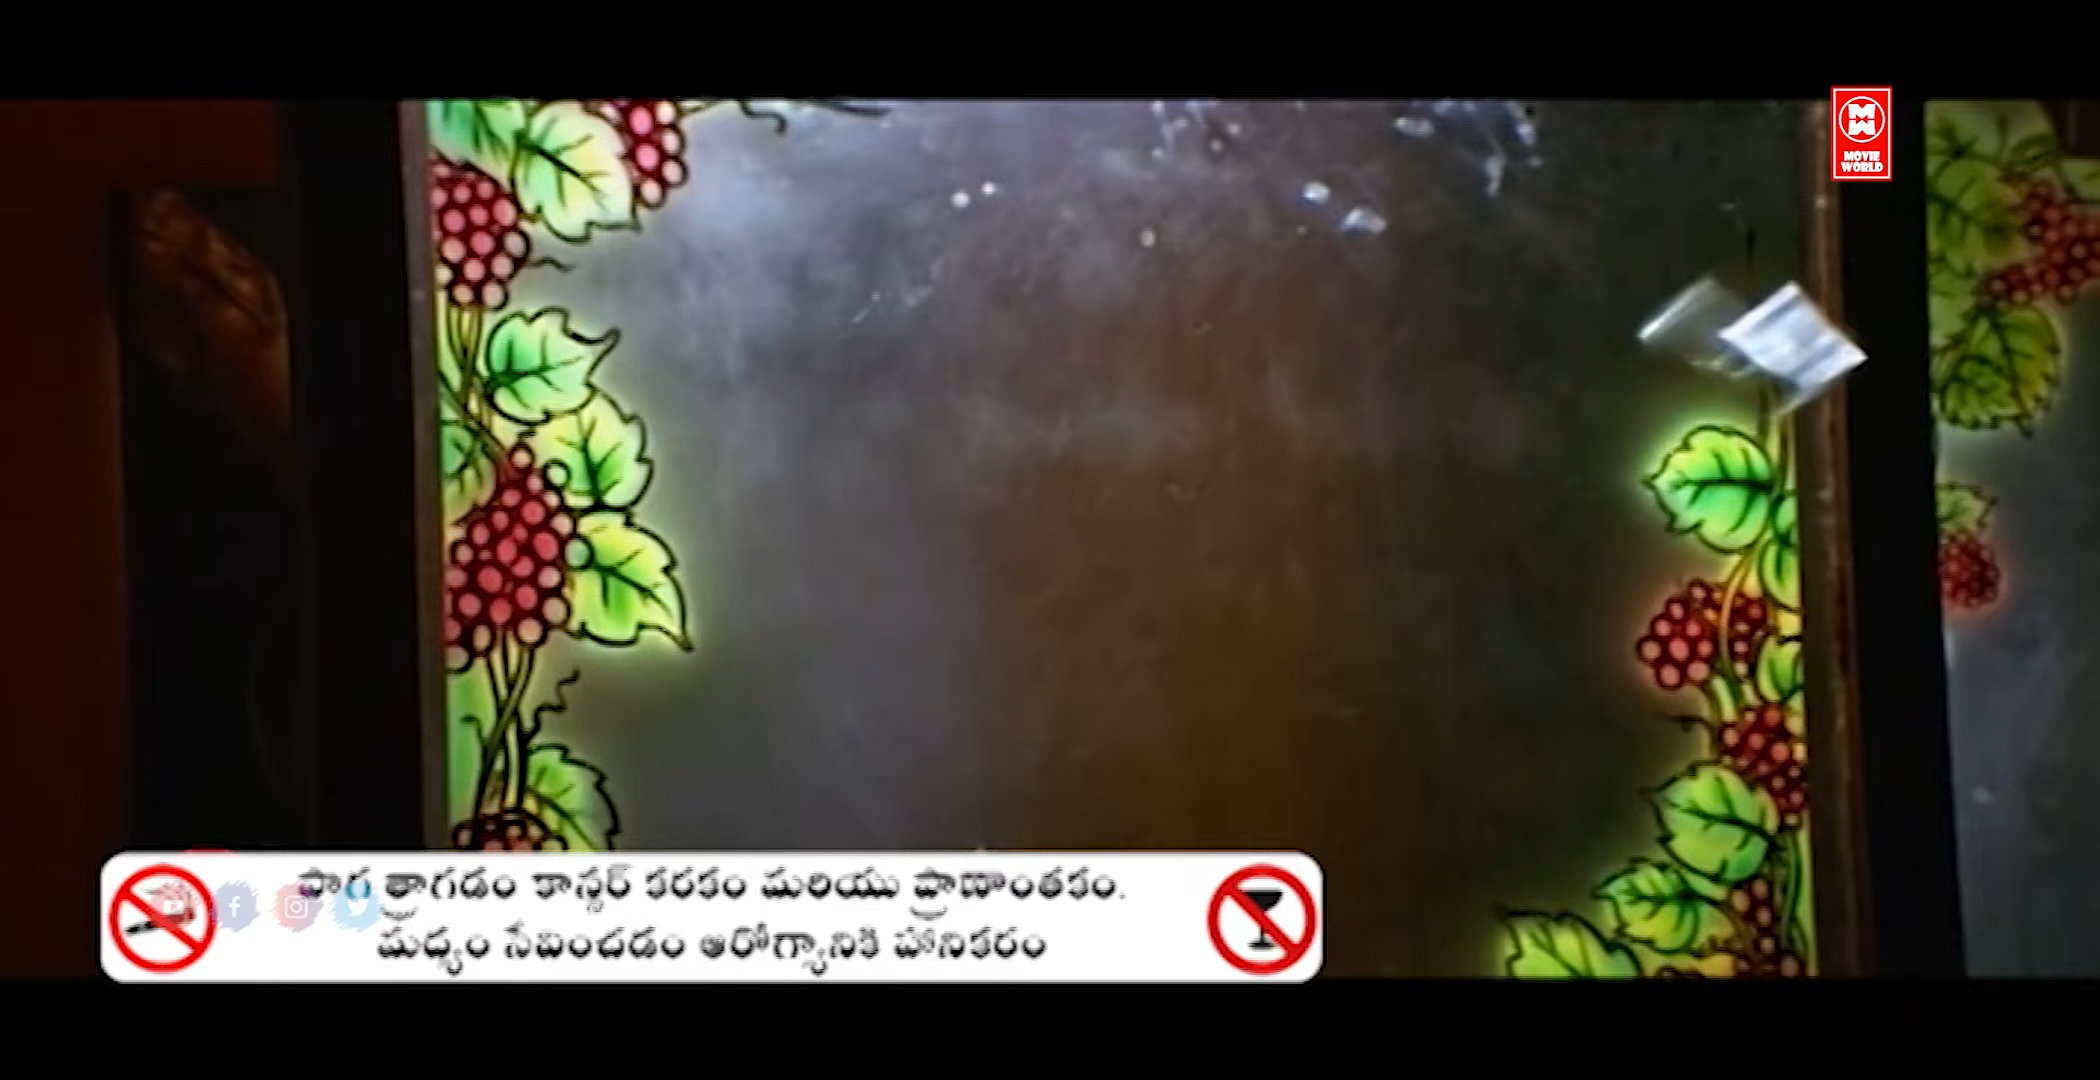 MOVIE
WORLD
పొగ త్రాగడం కాన్సర్ కరకం మరియు ప్రాణాంతకం.
మద్యం సేవించడం ఆరోగ్యానికి హానికరం